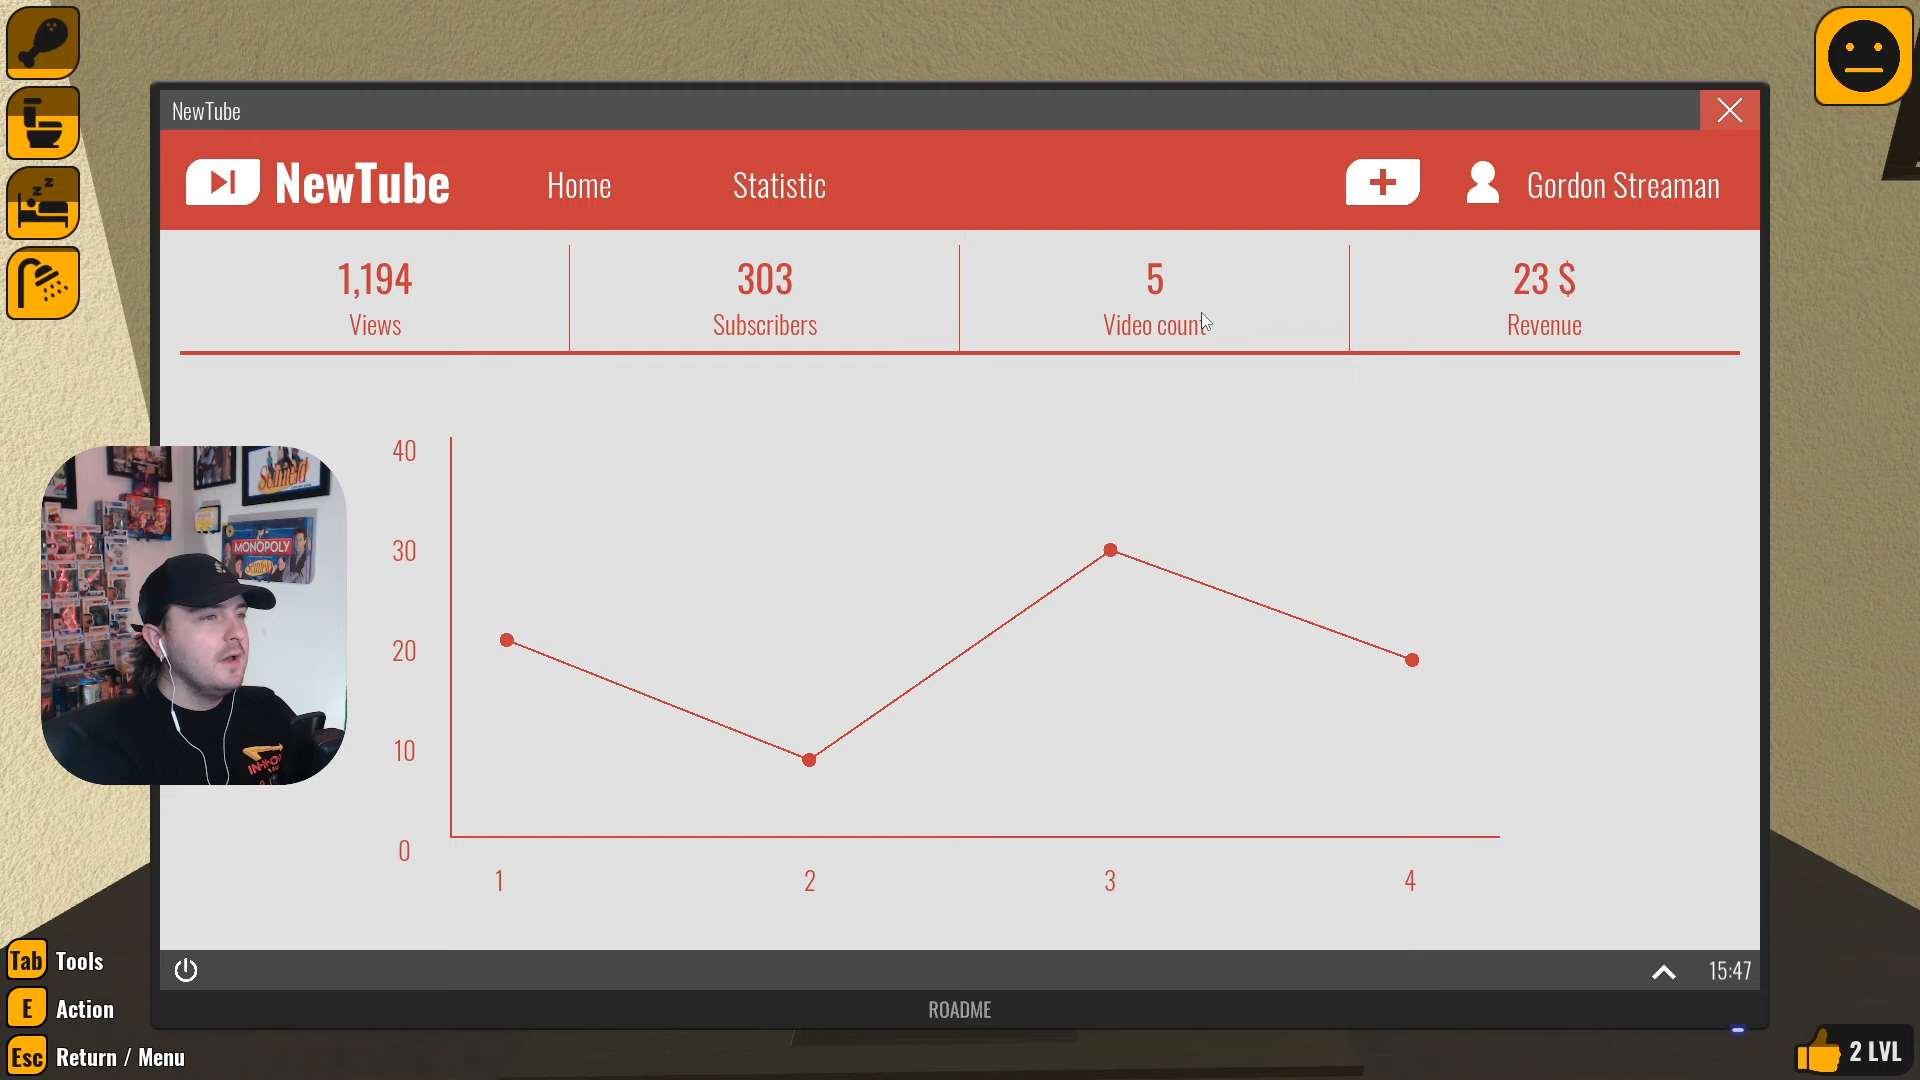 NewTube
NewTube
Home
Statistic
Gordon Streaman
1,194
Views
303
Subscribers
5
Video count
23 $
Revenue
40
30
20
10
0
1
2
3
4
Seinfeld
MONOPOLY
Tab Tools
E Action
Esc Return / Menu
15:47
ROADME
2 LVL